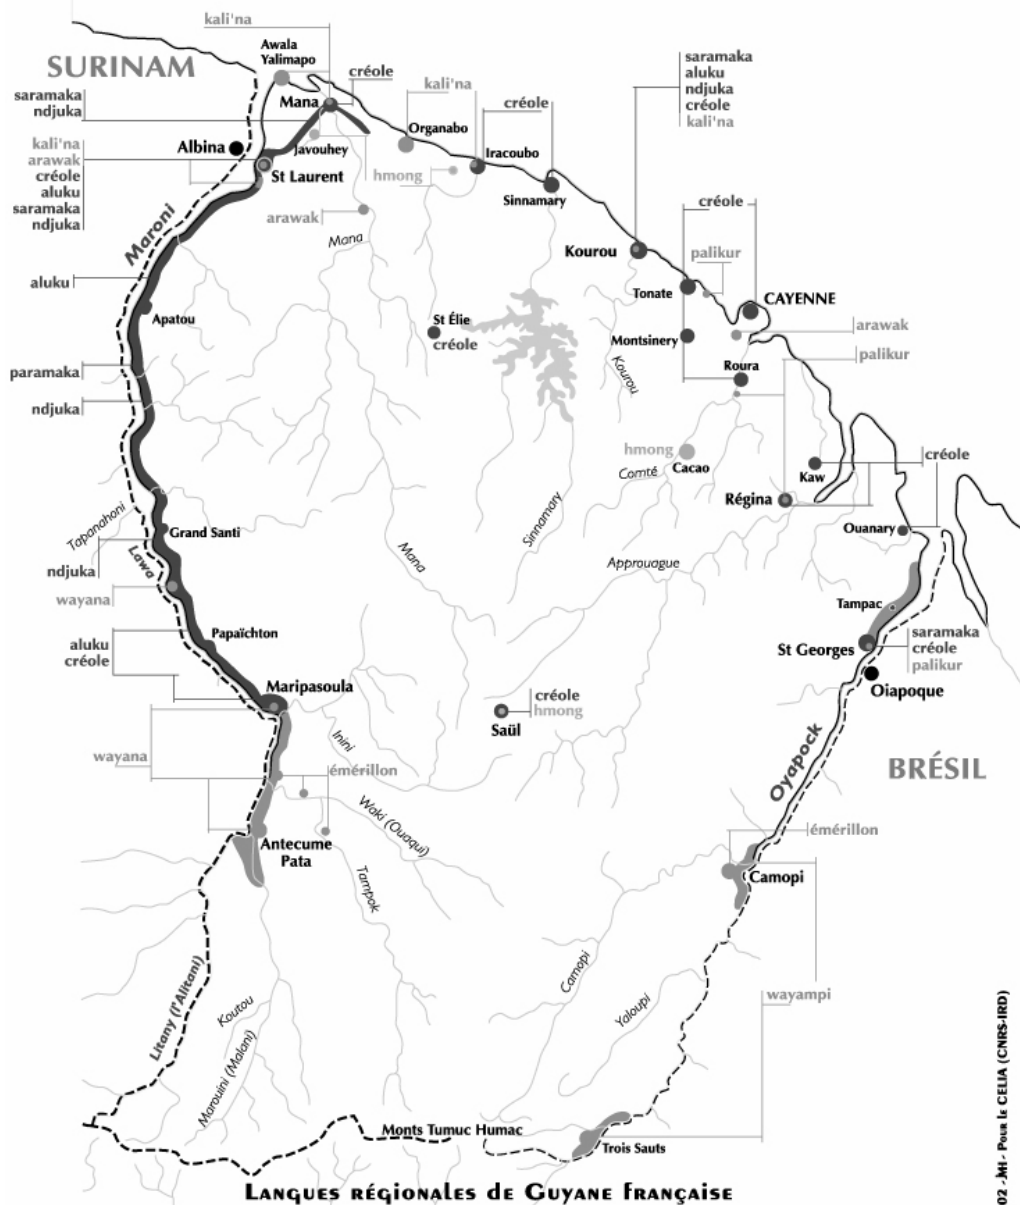 kali'na
Awala
Yalimapo
SURINAM
créole
saramaka
ndjuka
Mana
kali'na
créole
saramaka
aluku
ndjuka
créole
kali'na
Organabo
Albina
Javouhey
Iracoubo
kali'na
arawak
créole
aluku
saramaka
ndjuka
St Laurent
hmong
Sinnamary
créole
arawak
Maroni
Mana
Kourou
palikur
aluku
Tonate
CAYENNE
Apatou
St Élie
créole
Montsinery
arawak
palikur
Roura
Kourou
paramaka
ndjuka
hmong
Cacao
Comté
créole
Kaw
Régina
Sinnamary
Tapanahoni
Grand Santi
Ouanary
Lawa
Mana
Approuague
ndjuka
wayana
Tampac
Papaïchton
aluku
créole
St Georges
saramaka
créole
palikur
Oiapoque
Maripasoula
créole
hmong
Saül
Inini
Oyapock
wayana
émérillon
BRÉSIL
Waki (Ouaqui)
émérillon
Antecume
Pata
Tampok
Camopi
Camopi
Litany (l'Alitani)
Koutou
Yaloupi
wayampi
Marouini (Malani)
Monts Tumuc Humac
Trois Sauts
Langues régionales de Guyane française
02 - JMH - Pour le CELIA (CNRS-IRD)